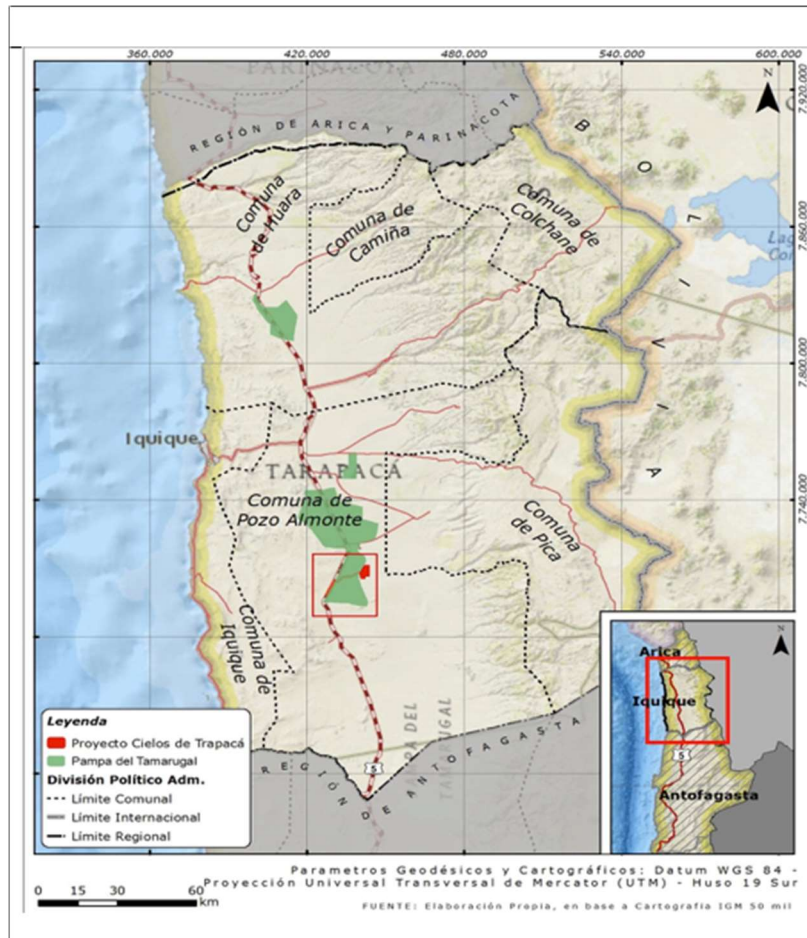 360.000 420.000 480.000 540.000 600.000
PARINACOTA
N
7.920.000
REGIÓN DE ARICA Y PARINACOTA
BOLIVIA
Comuna
de Huara
Comuna de
Camiña
Comuna de
Colchane
7.860.000
7.800.000
Iquique
TARAPACÁ
Comuna de
Pozo Almonte
7.740.000
Comuna
de Pica
Comuna de
Iquique
TAMARUGAL
5
REGIÓN DE ANTOFAGASTA
Leyenda
Proyecto Cielos de Trapacá
Pampa del Tamarugal
División Político Adm.
Límite Comunal
Límite Internacional
Límite Regional
N
Arica
Iquique
5
Antofagasta
Parametros Geodésicos y Cartográficos: Datum WGS 84 -
Proyección Universal Transversal de Mercator (UTM) - Huso 19 Sur
0 15 30 60
km
FUENTE: Elaboración Propia, en base a Cartografia IGM 50 mil